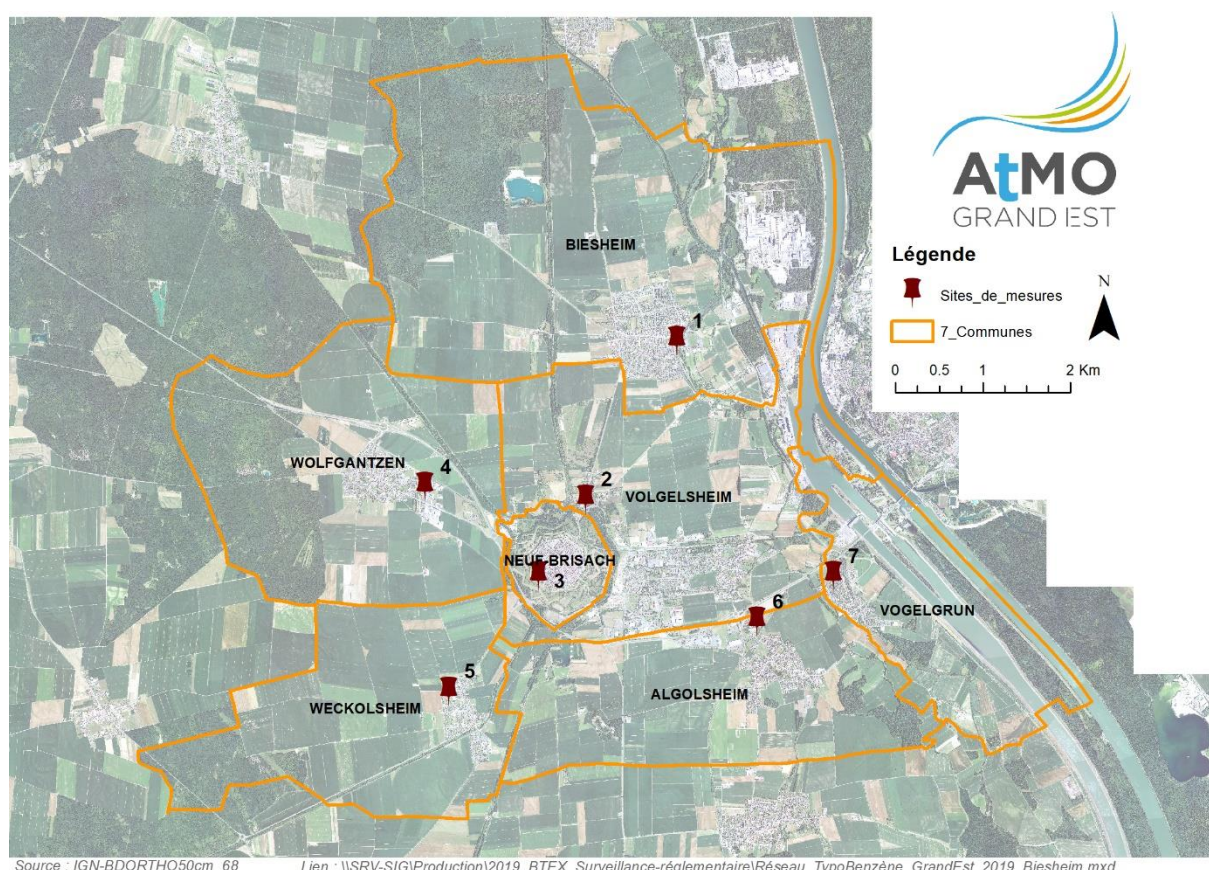 AtMO
GRAND EST
Légende
Sites_de_mesures
7_Communes
N
0 0.5 1 2 Km
BIESHEIM
1
WOLFGANTZEN
4
2
VOLGELSHEIM
NEUF-BRISACH
3
7
6
VOGELGRUN
5
WECKOLSHEIM
ALGOLSHEIM
Source : IGN-BDORTHO50cm_68 Lien : \\SRV-SIG\Production\2019_BTEX_Surveillance-réglementaire\Réseau_TypoBenzène_GrandEst_2019_Biesheim.mxd